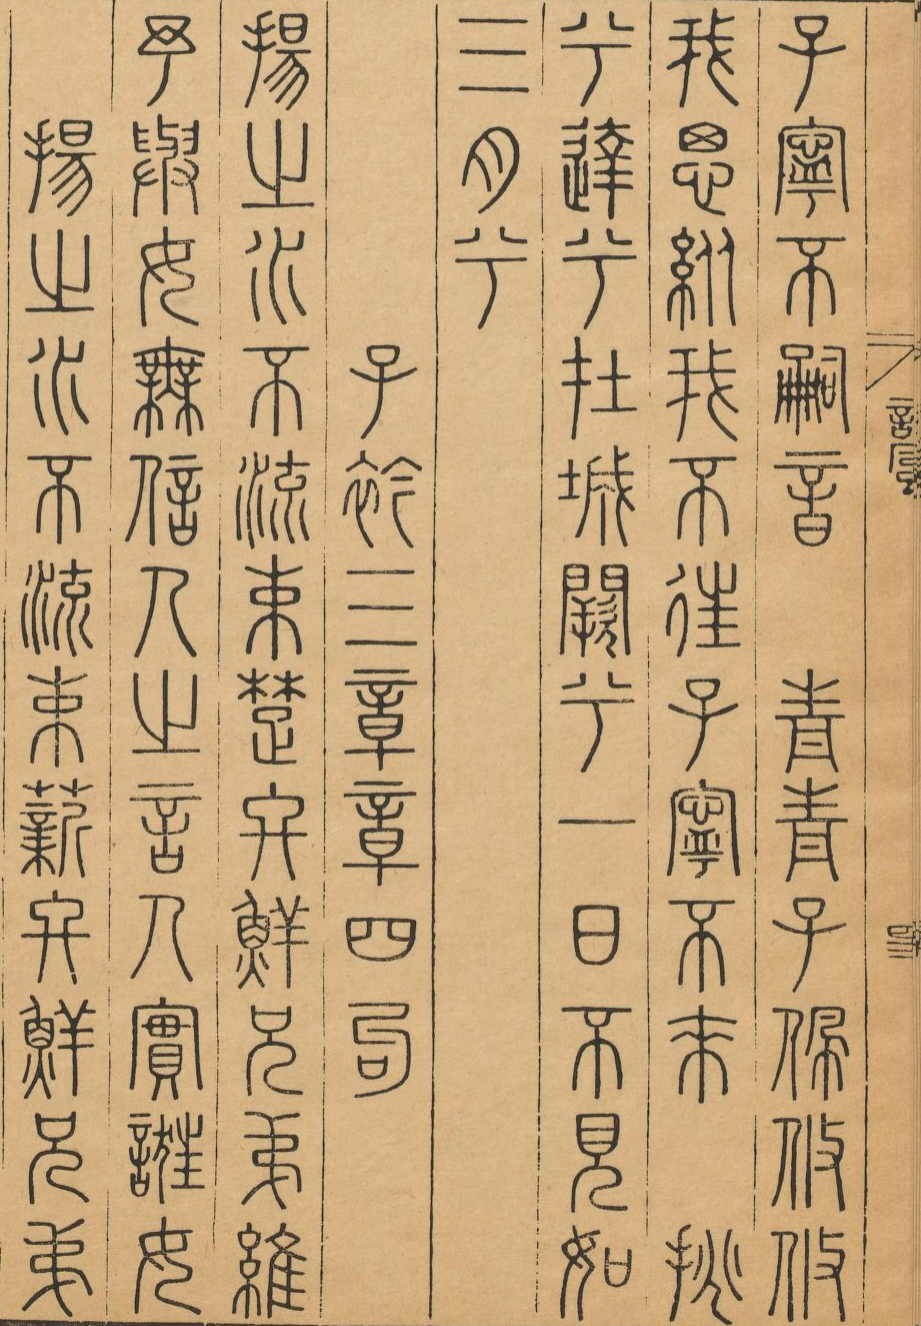 子寧不嗣音　青青子佩攸攸
我思縱我不往子寧不來　挑
兮達兮在城闕兮一日不見如
三月兮
子衿三章章四句
揚之水不流束楚終鮮兄弟維
予與女無信人之言人實誑女
揚之水不流束薪終鮮兄弟